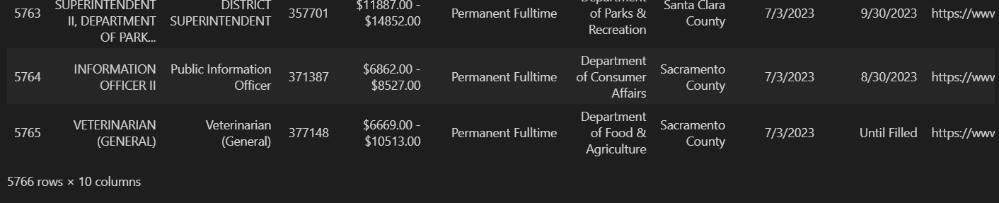 5763
SUPERINTENDENT
II, DEPARTMENT
OF PARK...
DISTRICT
SUPERINTENDENT
357701
$11887.00 -
$14852.00
Permanent Fulltime
Department
of Parks &
Recreation
Santa Clara
County
7/3/2023
9/30/2023
https://www
5764
INFORMATION
OFFICER II
Public Information
Officer
371387
$6862.00 -
$8527.00
Permanent Fulltime
Department
of Consumer
Affairs
Sacramento
County
7/3/2023
8/30/2023
https://www
5765
VETERINARIAN
(GENERAL)
Veterinarian
(General)
377148
$6669.00 -
$10513.00
Permanent Fulltime
Department
of Food &
Agriculture
Sacramento
County
7/3/2023
Until Filled
https://www
5766 rows × 10 columns